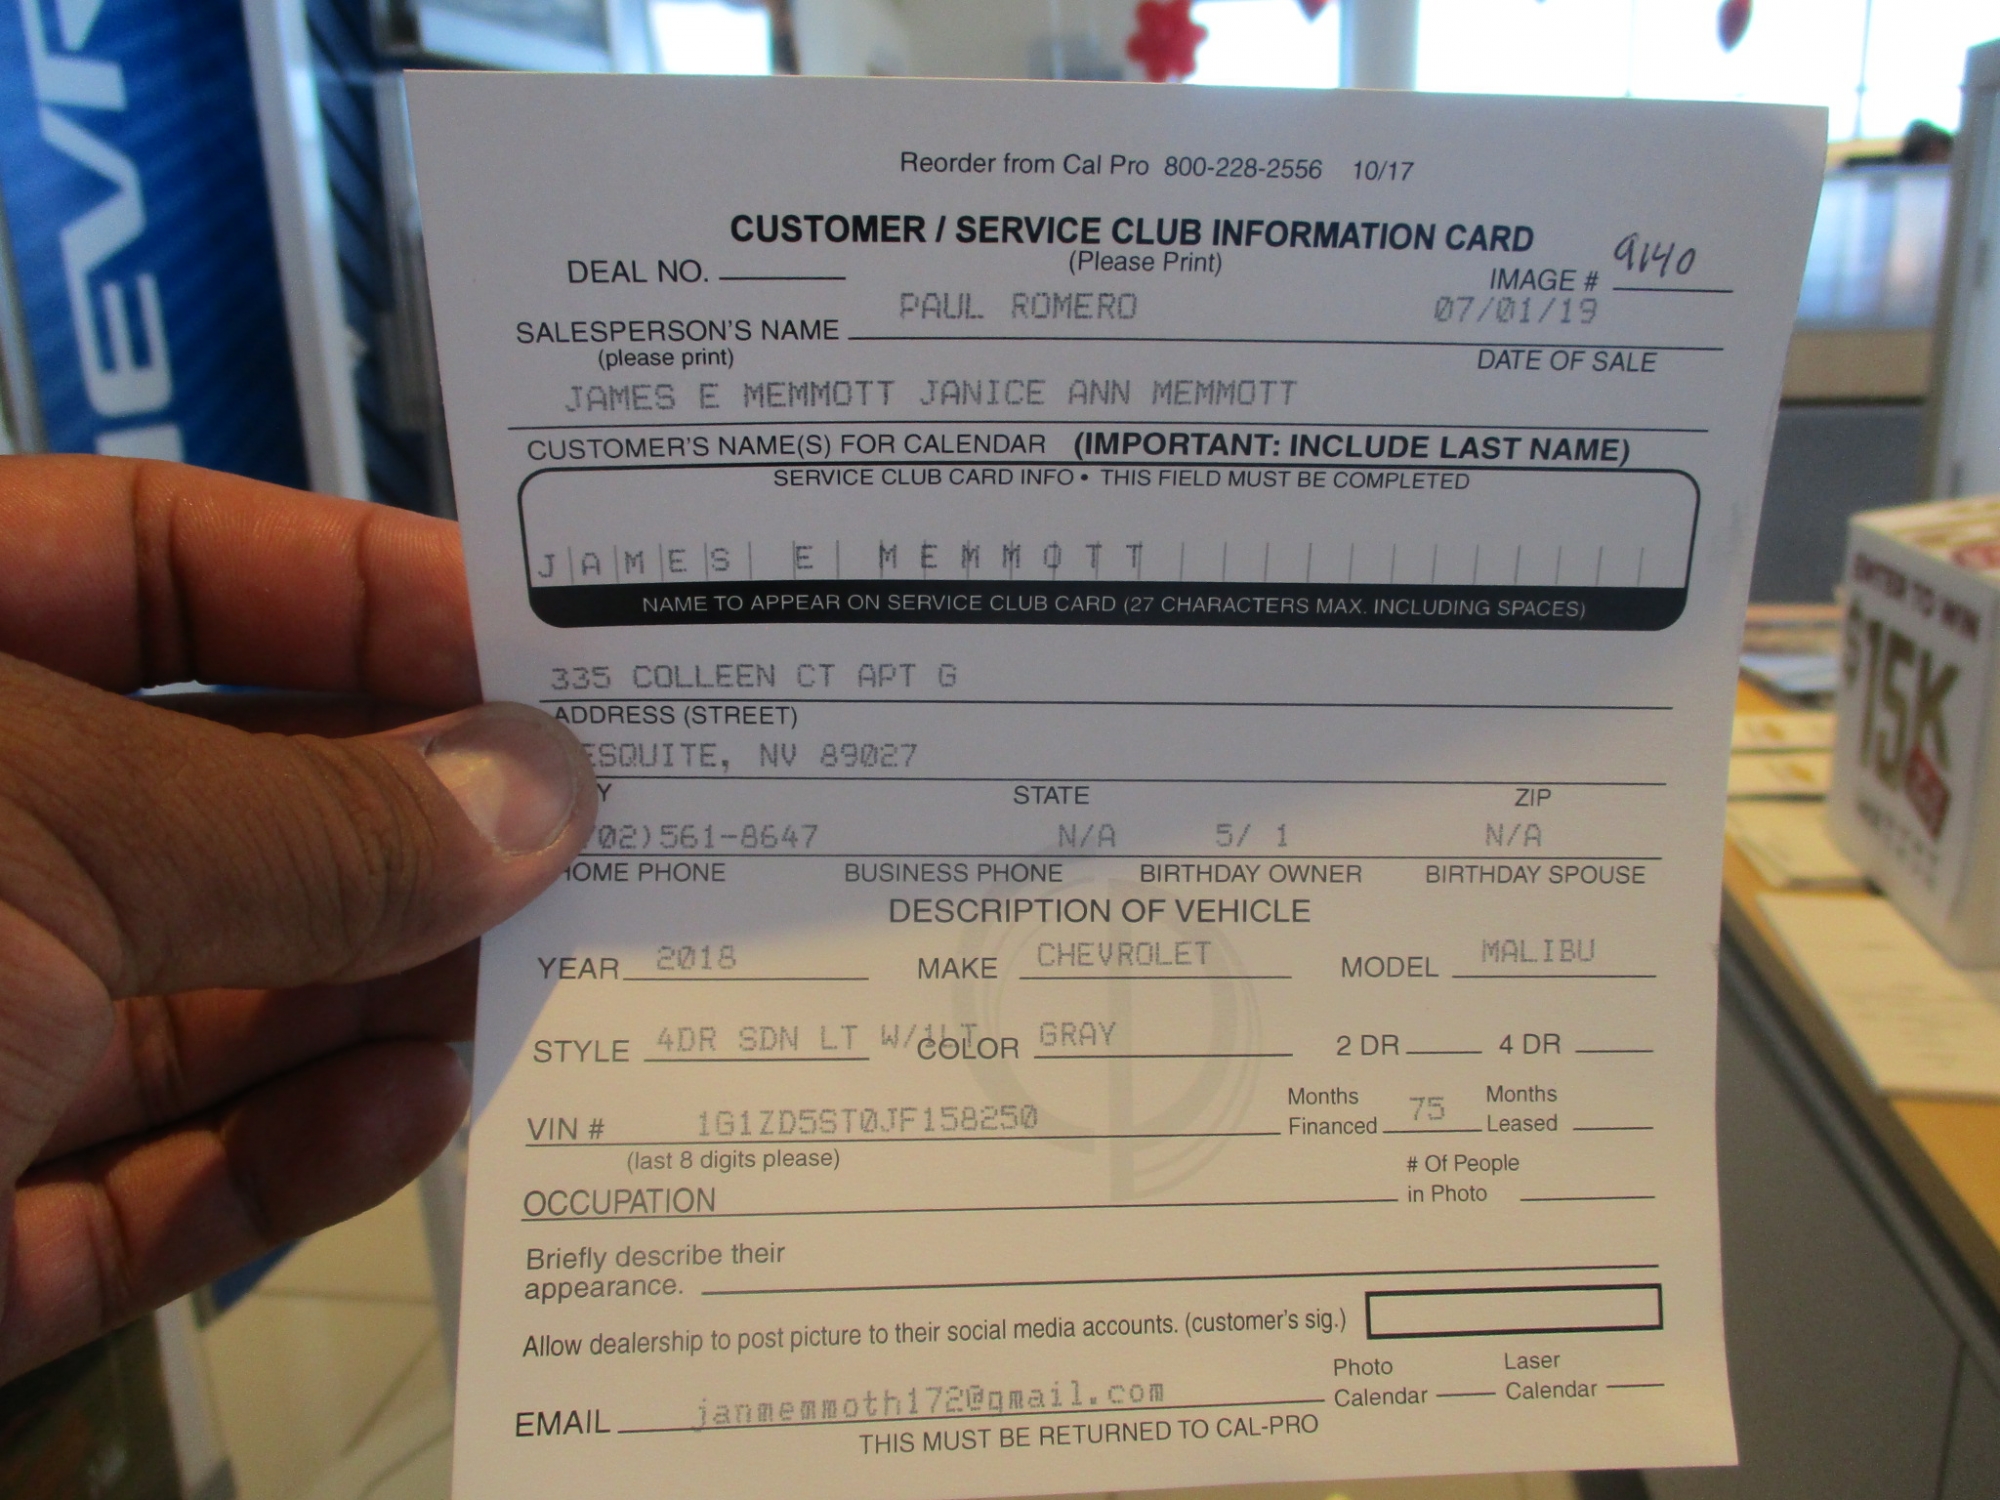 Reorder from Cal Pro 800-228-2556 10/17
CUSTOMER / SERVICE CLUB INFORMATION CARD
(Please Print)
DEAL NO.
IMAGE # 9140
PAUL ROMERO 07/01/19
SALESPERSON'S NAME
(please print) DATE OF SALE
JAMES E MEMMOTT JANICE ANN MEMMOTT
CUSTOMER'S NAME(S) FOR CALENDAR (IMPORTANT: INCLUDE LAST NAME)
SERVICE CLUB CARD INFO • THIS FIELD MUST BE COMPLETED
JAMES E MEMMOTT
NAME TO APPEAR ON SERVICE CLUB CARD (27 CHARACTERS MAX. INCLUDING SPACES)
335 COLLEEN CT APT G
ADDRESS (STREET)
ESQUITE, NV 89027
Y STATE ZIP
02)561-8647 N/A 5/ 1 N/A
OME PHONE BUSINESS PHONE BIRTHDAY OWNER BIRTHDAY SPOUSE
DESCRIPTION OF VEHICLE
YEAR 2018 MAKE CHEVROLET MODEL MALIBU
STYLE 4DR SDN LT W/1LT COLOR GRAY 2 DR 4 DR
VIN # 1G1ZD5ST0JF158250 Months Financed 75 Months Leased
(last 8 digits please)
# Of People
OCCUPATION in Photo
Briefly describe their
appearance.
Allow dealership to post picture to their social media accounts. (customer's sig.)
Photo Laser
EMAIL janmemmoth172@gmail.com Calendar Calendar
THIS MUST BE RETURNED TO CAL-PRO
ENTER TO WIN
$15K